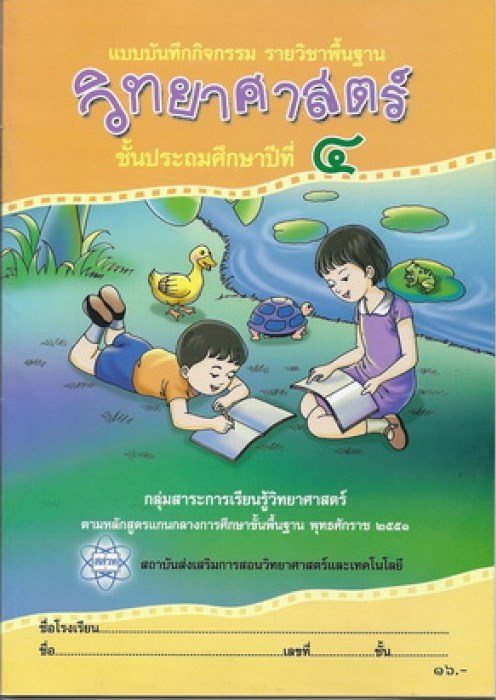 แบบบันทึกกิจกรรม รายวิชาพื้นฐาน
วิทยาศาสตร์
ชั้นประถมศึกษาปีที่ ๔
กลุ่มสาระการเรียนรู้วิทยาศาสตร์
ตามหลักสูตรแกนกลางการศึกษาขั้นพื้นฐาน พุทธศักราช ๒๕๕๑
สสวท สถาบันส่งเสริมการสอนวิทยาศาสตร์และเทคโนโลยี
ชื่อโรงเรียน............................................................
ชื่อ............................................................เลขที่...............ชั้น...............
๑๖.-